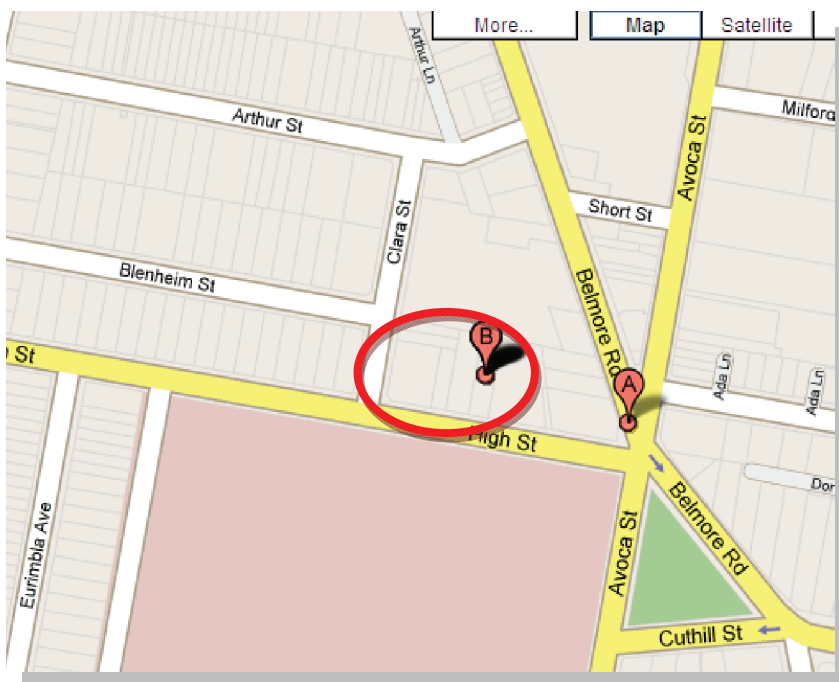 More...
Map
Satellite
Arthur Ln
Arthur St
Milford
Avoca St
Short St
Clara St
Blenheim St
Belmore Rd
B
A
St
Ada Ln
Ada Ln
High St
Belmore Rd
Avoca St
Eurimbla Ave
Cuthill St